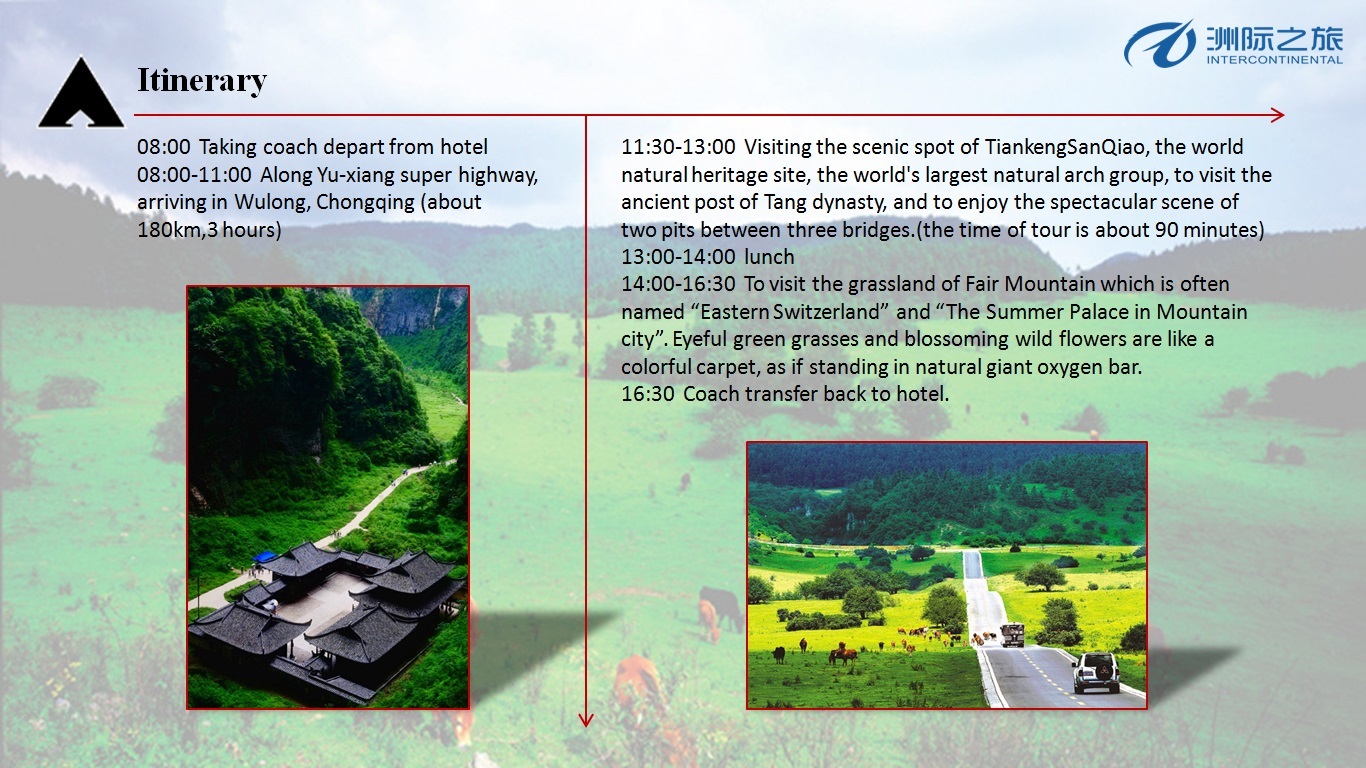 洲际之旅
INTERCONTINENTAL
Itinerary
08:00 Taking coach depart from hotel
08:00-11:00 Along Yu-xiang super highway,
arriving in Wulong, Chongqing (about
180km,3 hours)
11:30-13:00 Visiting the scenic spot of TiankengSanQiao, the world
natural heritage site, the world's largest natural arch group, to visit the
ancient post of Tang dynasty, and to enjoy the spectacular scene of
two pits between three bridges.(the time of tour is about 90 minutes)
13:00-14:00 lunch
14:00-16:30 To visit the grassland of Fair Mountain which is often
named “Eastern Switzerland” and “The Summer Palace in Mountain
city”. Eyeful green grasses and blossoming wild flowers are like a
colorful carpet, as if standing in natural giant oxygen bar.
16:30 Coach transfer back to hotel.